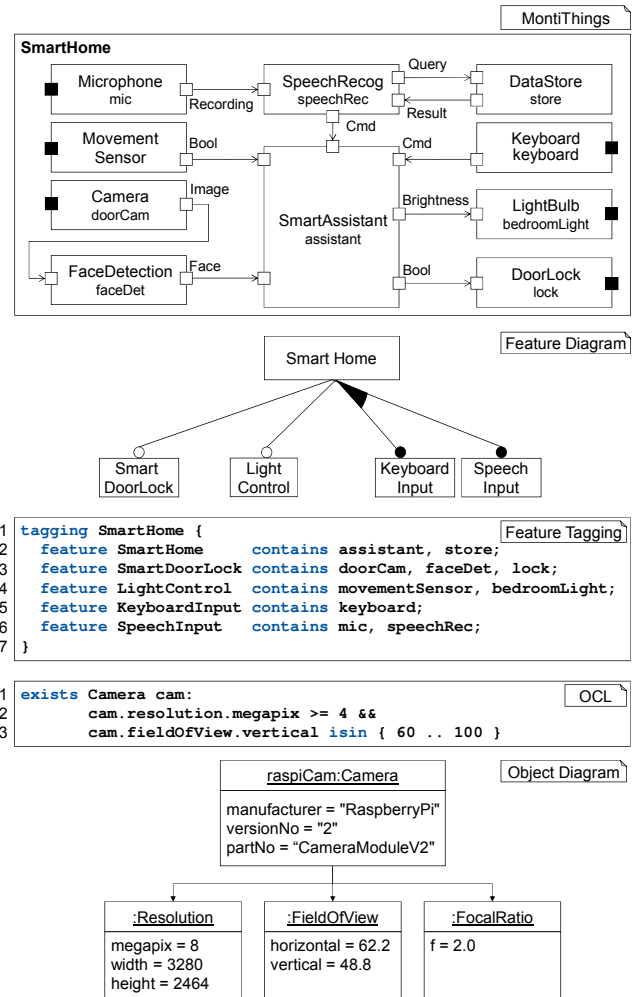 MontiThings
SmartHome
Microphone
mic
Recording
SpeechRecog
speechRec
Query
Result
DataStore
store
Cmd
Movement
Sensor
Bool
Cmd
Keyboard
keyboard
Camera
doorCam
Image
SmartAssistant
assistant
Brightness
LightBulb
bedroomLight
FaceDetection
faceDet
Face
Bool
DoorLock
lock
Feature Diagram
Smart Home
Smart
DoorLock
Light
Control
Keyboard
Input
Speech
Input
Feature Tagging
1 tagging SmartHome {
2 feature SmartHome contains assistant, store;
3 feature SmartDoorLock contains doorCam, faceDet, lock;
4 feature LightControl contains movementSensor, bedroomLight;
5 feature KeyboardInput contains keyboard;
6 feature SpeechInput contains mic, speechRec;
7 }
OCL
1 exists Camera cam:
2 cam.resolution.megapix >= 4 &&
3 cam.fieldOfView.vertical isin { 60 .. 100 }
Object Diagram
raspiCam:Camera
manufacturer = "RaspberryPi"
versionNo = "2"
partNo = “CameraModuleV2"
:Resolution
megapix = 8
width = 3280
height = 2464
:FieldOfView
horizontal = 62.2
vertical = 48.8
:FocalRatio
f = 2.0